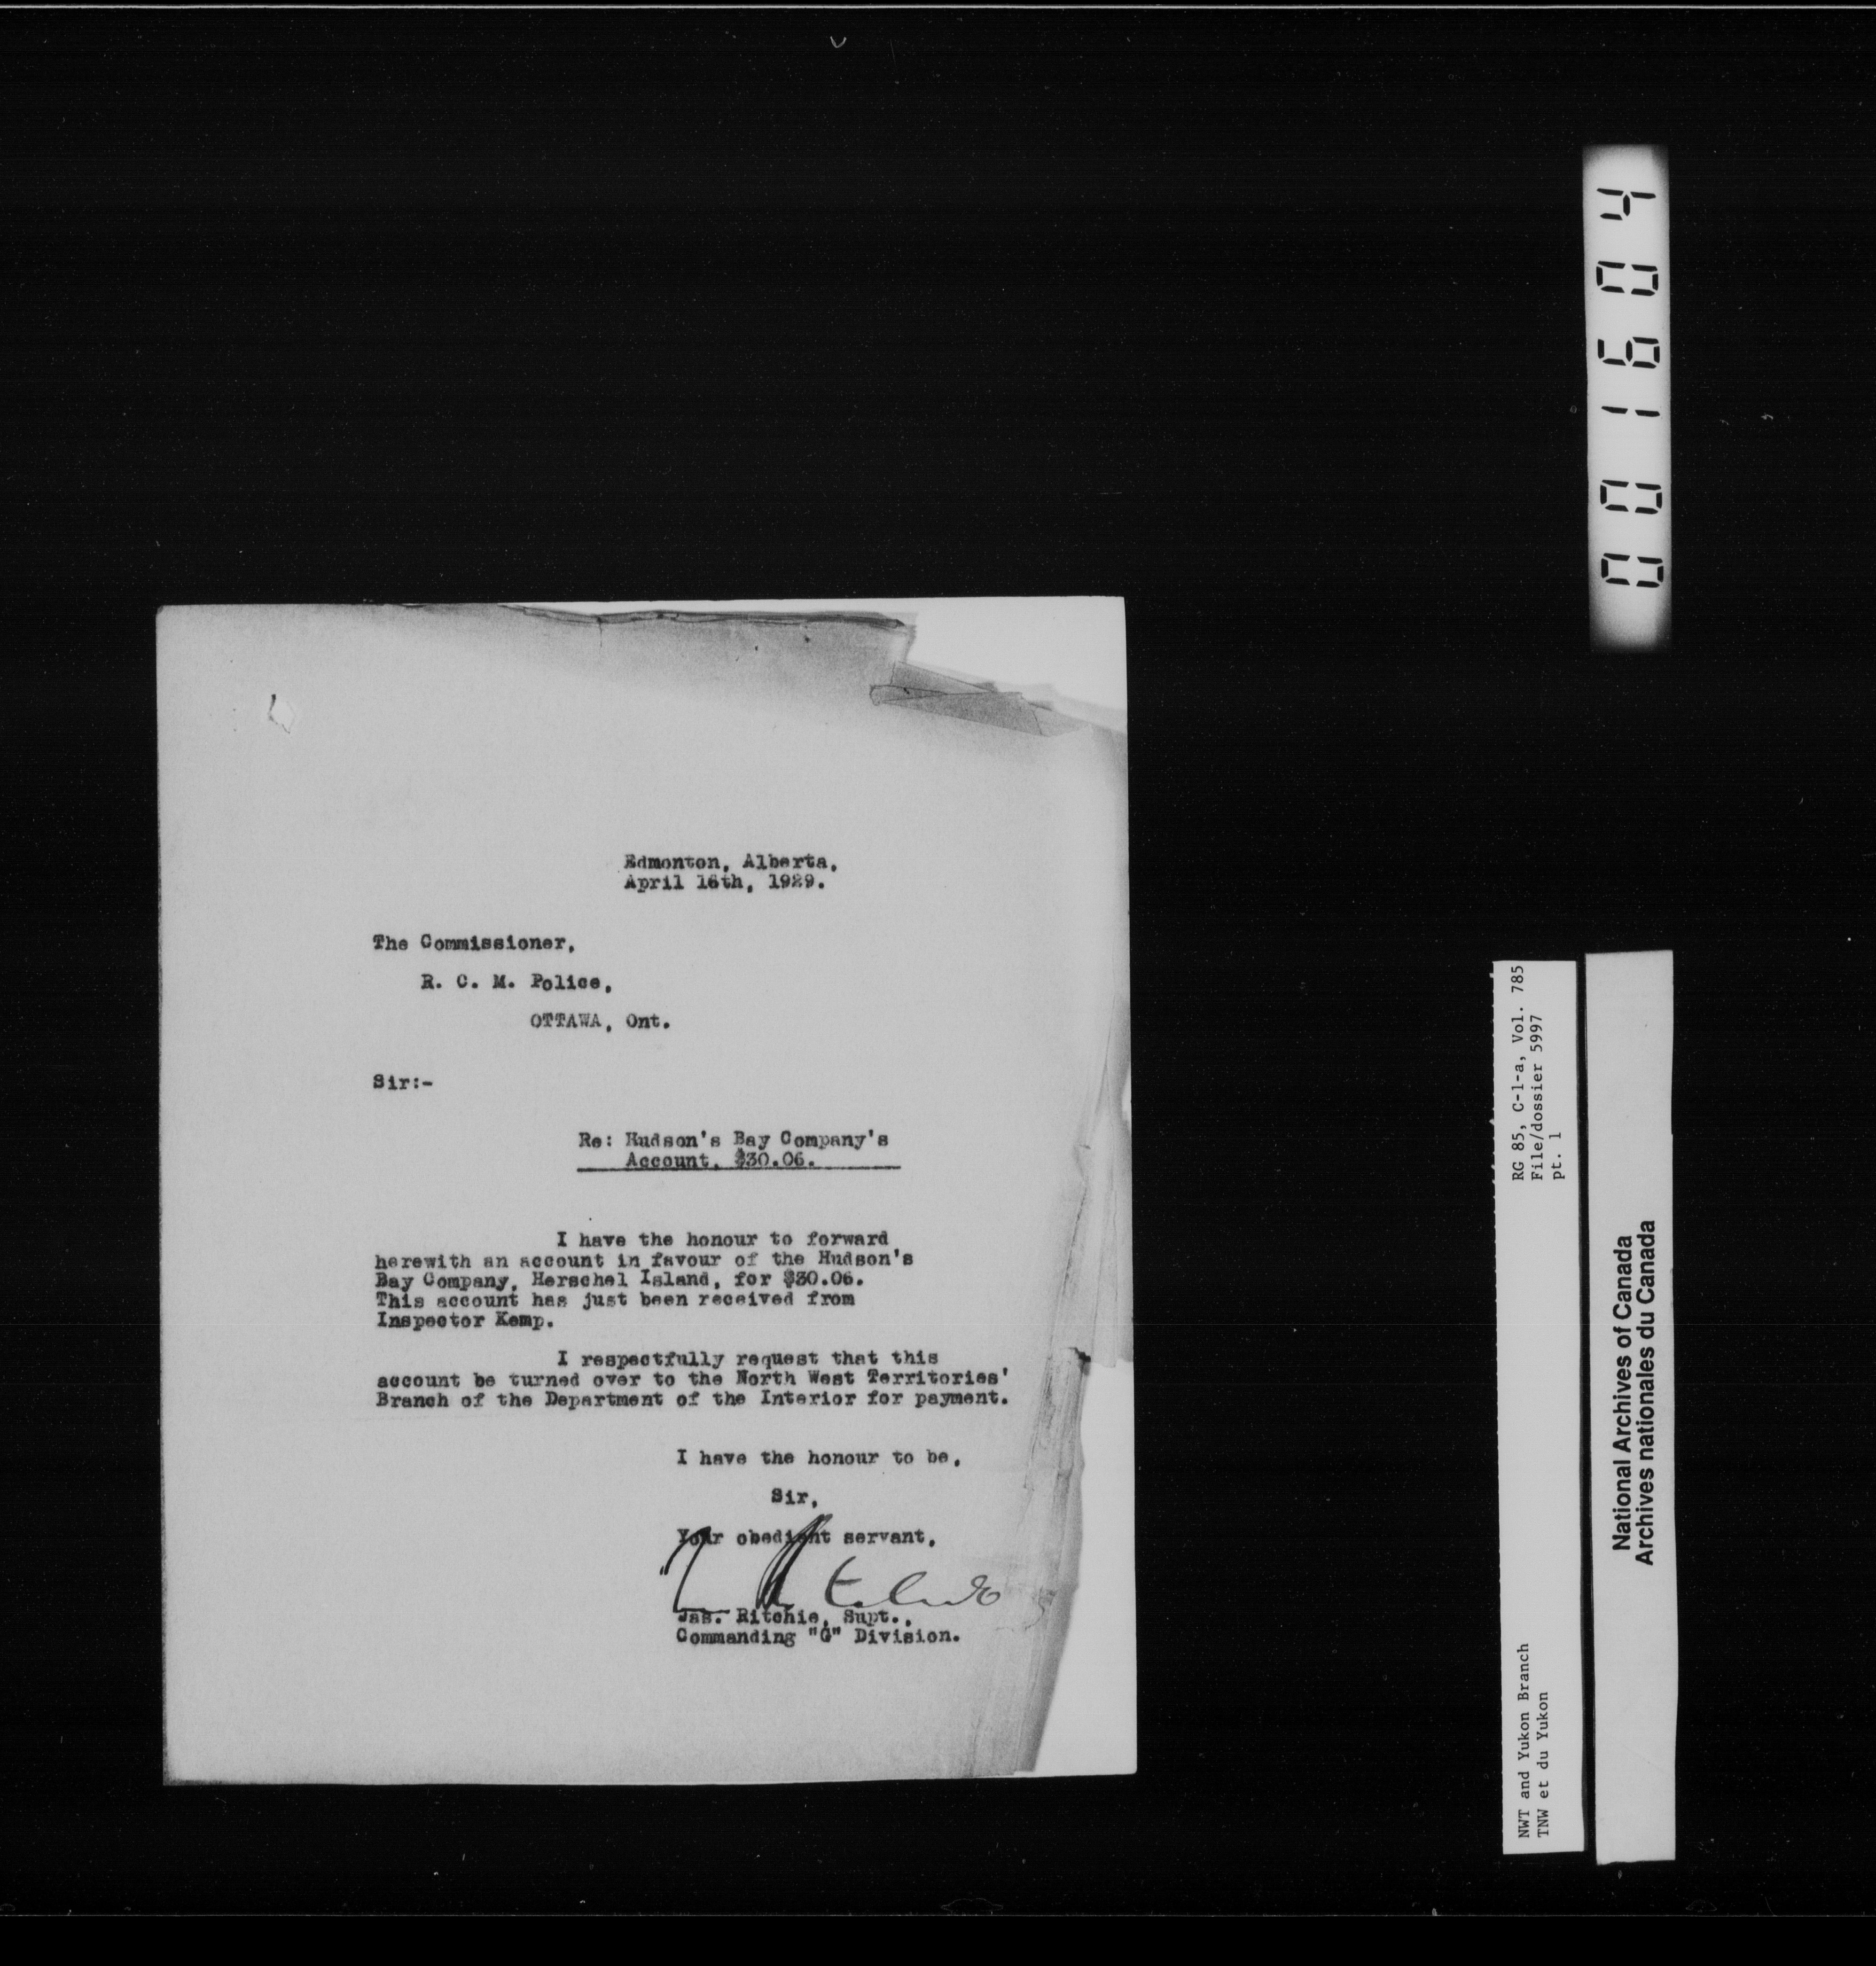 Edmonton, Alberta.
April 16th, 1929.
The Commissioner,
R. C. M. Police,
OTTAWA, Ont.
Sir:-
Re: Hudson's Bay Company's
Account, $30.06.
I have the honour to forward
herewith an account in favour of the Hudson's
Bay Company, Herschel Island, for $30.06.
This account has just been received from
Inspector Kemp.
I respectfully request that this
account be turned over to the North West Territories'
Branch of the Department of the Interior for payment.
I have the honour to be,
Sir,
Your obedient servant,
Jas. Ritchie, Supt.,
Commanding "G" Division.
001604
RG 85, C-1-a, Vol. 785
File/dossier 5997
pt. 1
NWT and Yukon Branch
TNW et du Yukon
National Archives of Canada
Archives nationales du Canada